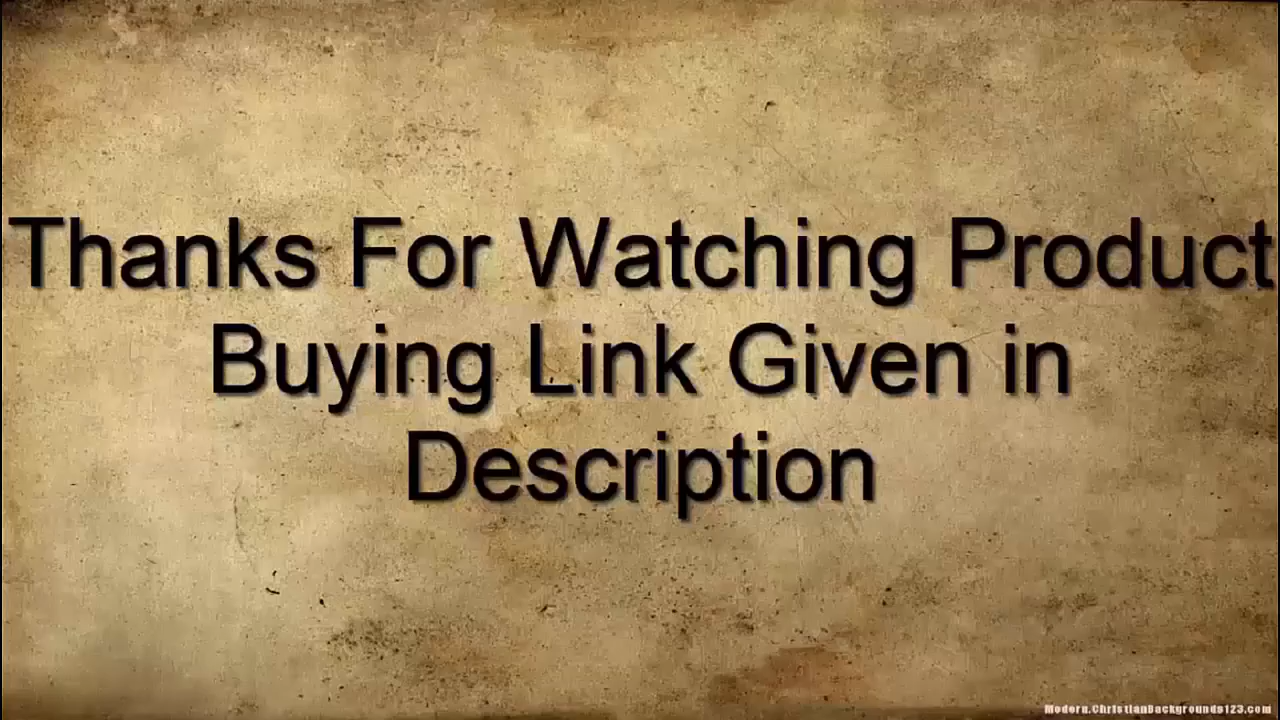 Thanks For Watching Product
Buying Link Given in
Description
Modern.ChristianBackgrounds123.com